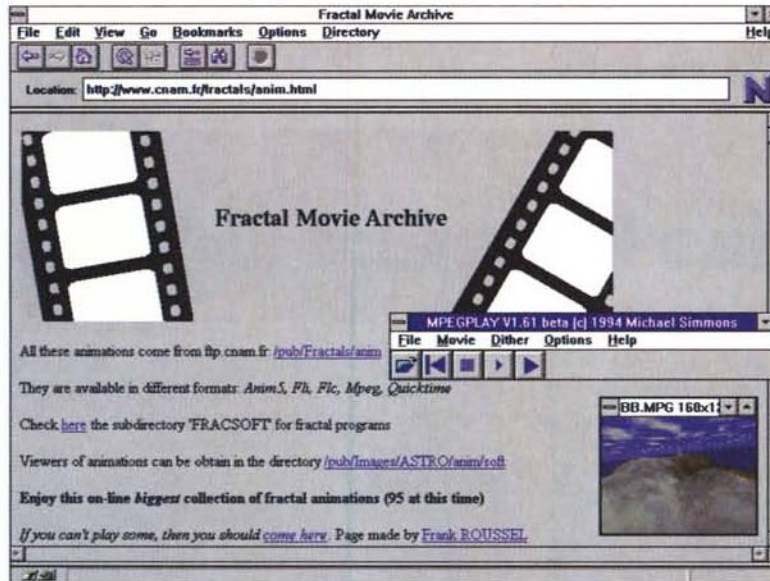 Fractal Movie Archive
File Edit View Go Bookmarks Options Directory Help
Location: http://www.cnam.fr/fractals/anim.html
N
Fractal Movie Archive
MPEGPLAY V1.61 beta [c] 1994 Michael Simmons
File Movie Dither Options Help
All these animations come from ftp.cnam.fr: /pub/Fractals/anim
They are available in different formats: Anim5, Fli, Flc, Mpeg, Quicktime
BB.MPG 160x12
Check here the subdirectory 'FRACSOFT' for fractal programs
Viewers of animations can be obtain in the directory /pub/Images/ASTRO/anim/soft
Enjoy this on-line biggest collection of fractal animations (95 at this time)
If you can't play some, then you should come here. Page made by Frank ROUSSEL